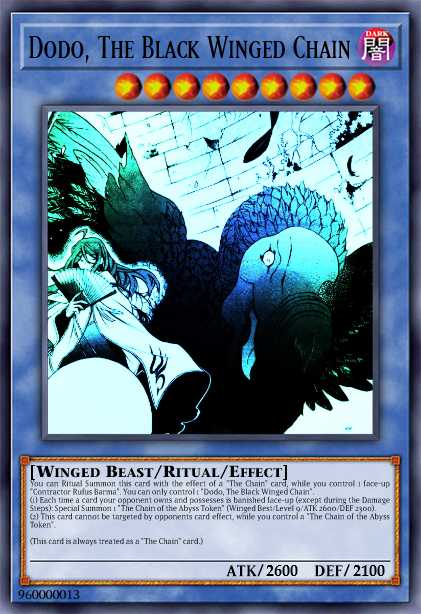 Dodo, The Black Winged Chain
DARK
闇
[Winged Beast/Ritual/Effect]
You can Ritual Summon this card with the effect of a "The Chain" card, while you control 1 face-up
"Contractor Rufus Barma". You can only control 1 "Dodo, The Black Winged Chain".
(1) Each time a card your opponent owns and possesses is banished face-up (except during the Damage
Steps): Special Summon 1 "The Chain of the Abyss Token" (Winged Best/Level 9/ATK 2600/DEF 2300).
(2) This card cannot be targeted by opponents card effect, while you control a "The Chain of the Abyss
Token".
(This card is always treated as a "The Chain" card.)
ATK/2600 DEF/2100
960000013